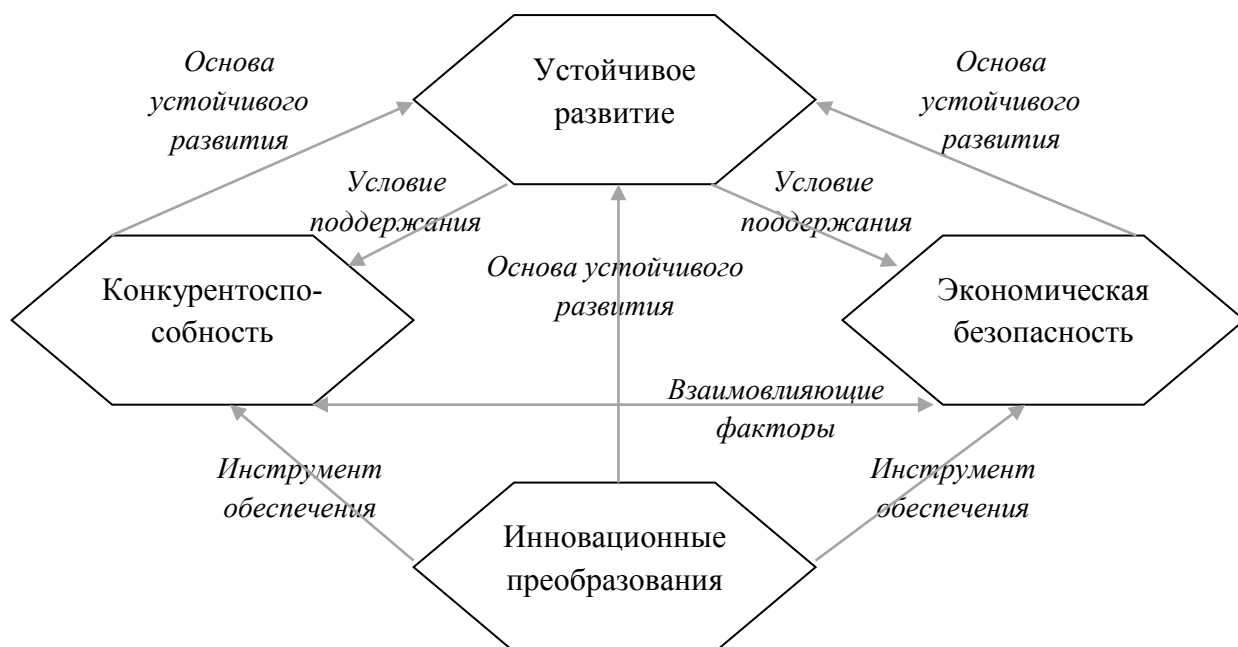 Основа
устойчивого
развития
Устойчивое
развитие
Основа
устойчивого
развития
Условие
поддержания
Условие
поддержания
Конкурентоспо-
собность
Основа устойчивого
развития
Экономическая
безопасность
Взаимовлияющие
факторы
Инструмент
обеспечения
Инструмент
обеспечения
Инновационные
преобразования